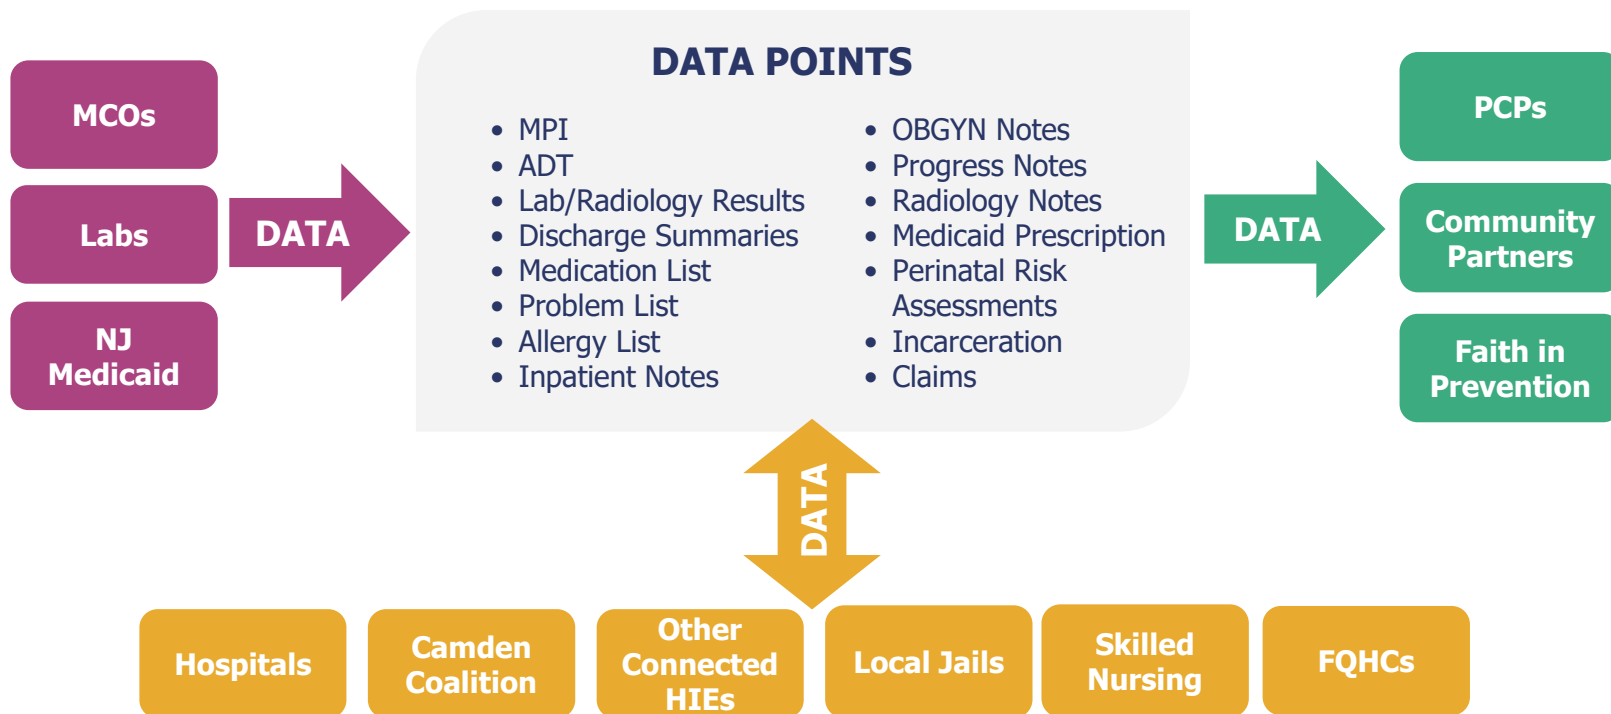 DATA POINTS
MCOs
Labs
NJ
Medicaid
DATA
• MPI
• ADT
• Lab/Radiology Results
• Discharge Summaries
• Medication List
• Problem List
• Allergy List
• Inpatient Notes
• OBGYN Notes
• Progress Notes
• Radiology Notes
• Medicaid Prescription
• Perinatal Risk
Assessments
• Incarceration
• Claims
DATA
PCPs
Community
Partners
Faith in
Prevention
DATA
Hospitals
Camden
Coalition
Other
Connected
HIEs
Local Jails
Skilled
Nursing
FQHCs